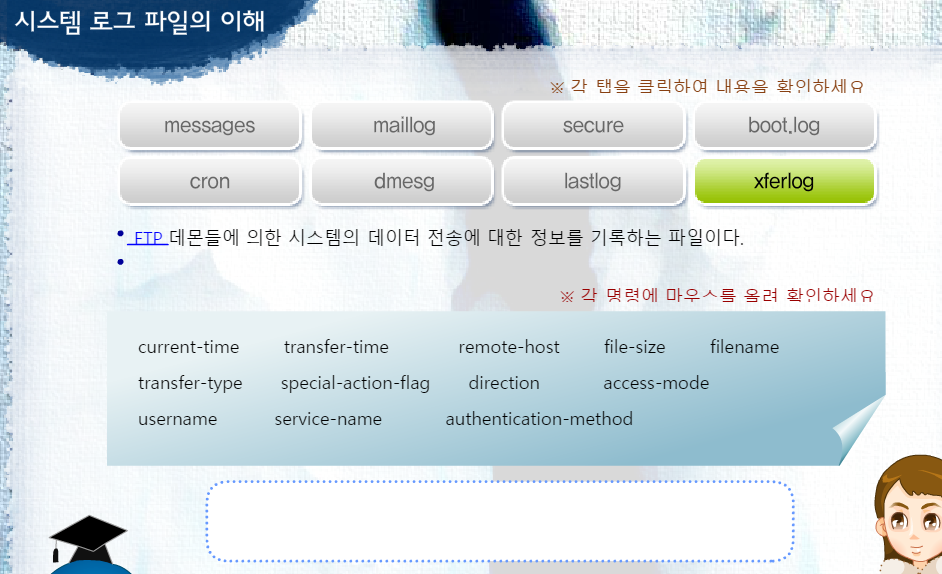 시스템 로그 파일의 이해
※ 각 탭을 클릭하여 내용을 확인하세요
messages maillog secure boot.log
cron dmesg lastlog xferlog
FTP 데몬들에 의한 시스템의 데이터 전송에 대한 정보를 기록하는 파일이다.
※ 각 명령에 마우스를 올려 확인하세요
current-time transfer-time remote-host file-size filename
transfer-type special-action-flag direction access-mode
username service-name authentication-method